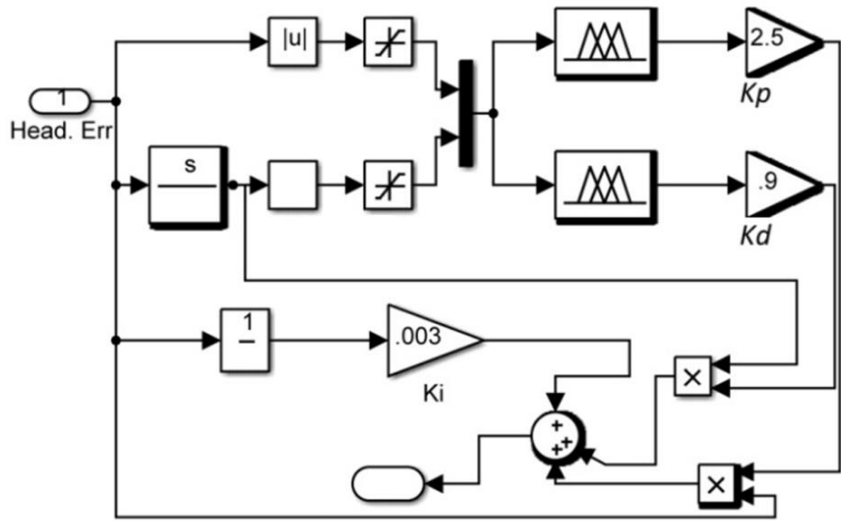 |u|
2.5
Kp
1
Head. Err
s
.9
Kd
1
.003
Ki
×
+
+
+
×